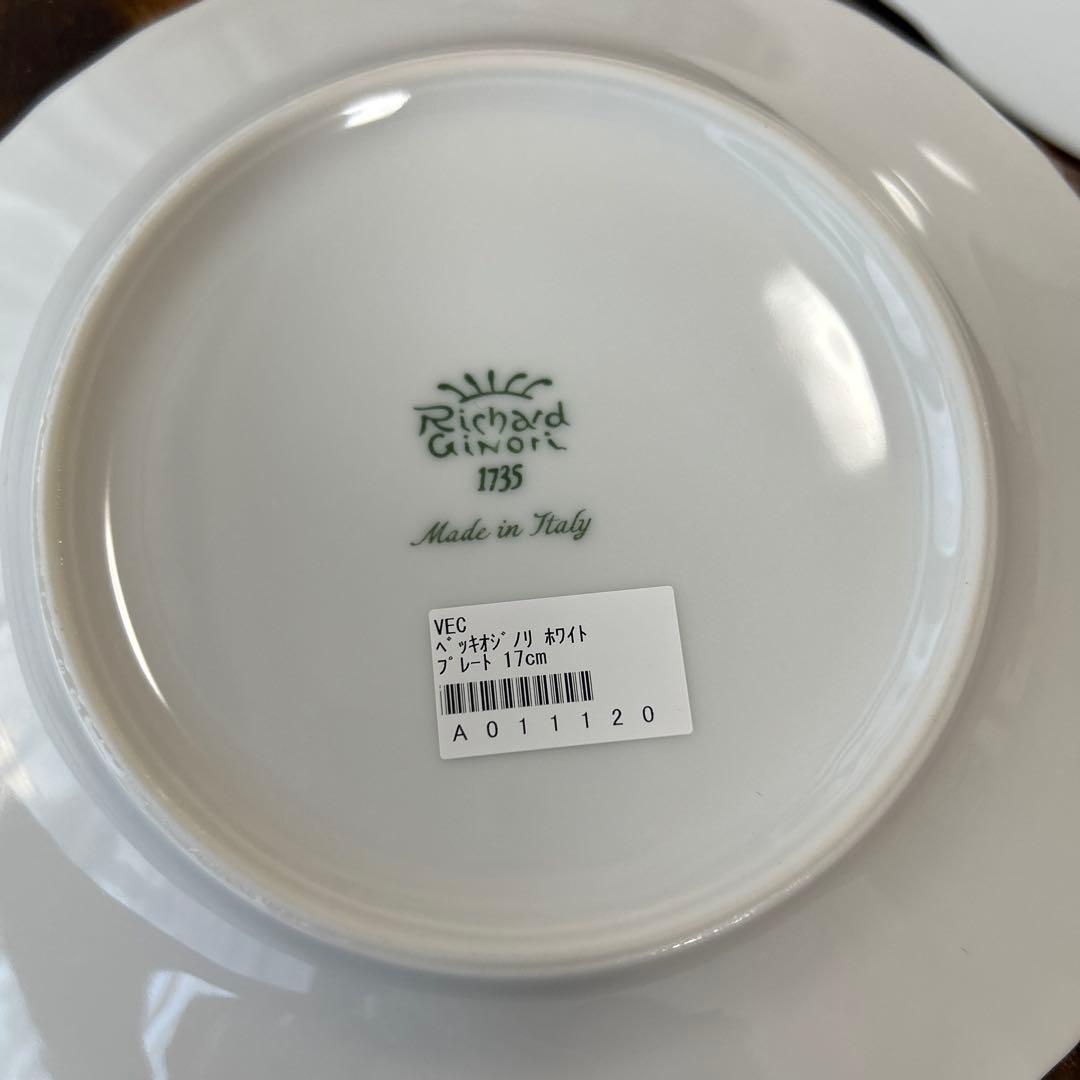 Richard
Ginori
1735
Made in Italy
VEC
ﾍﾞｯｷｵｼﾞﾉﾘ ﾎﾜｲﾄ
ﾌﾟﾚｰﾄ 17cm
A011120